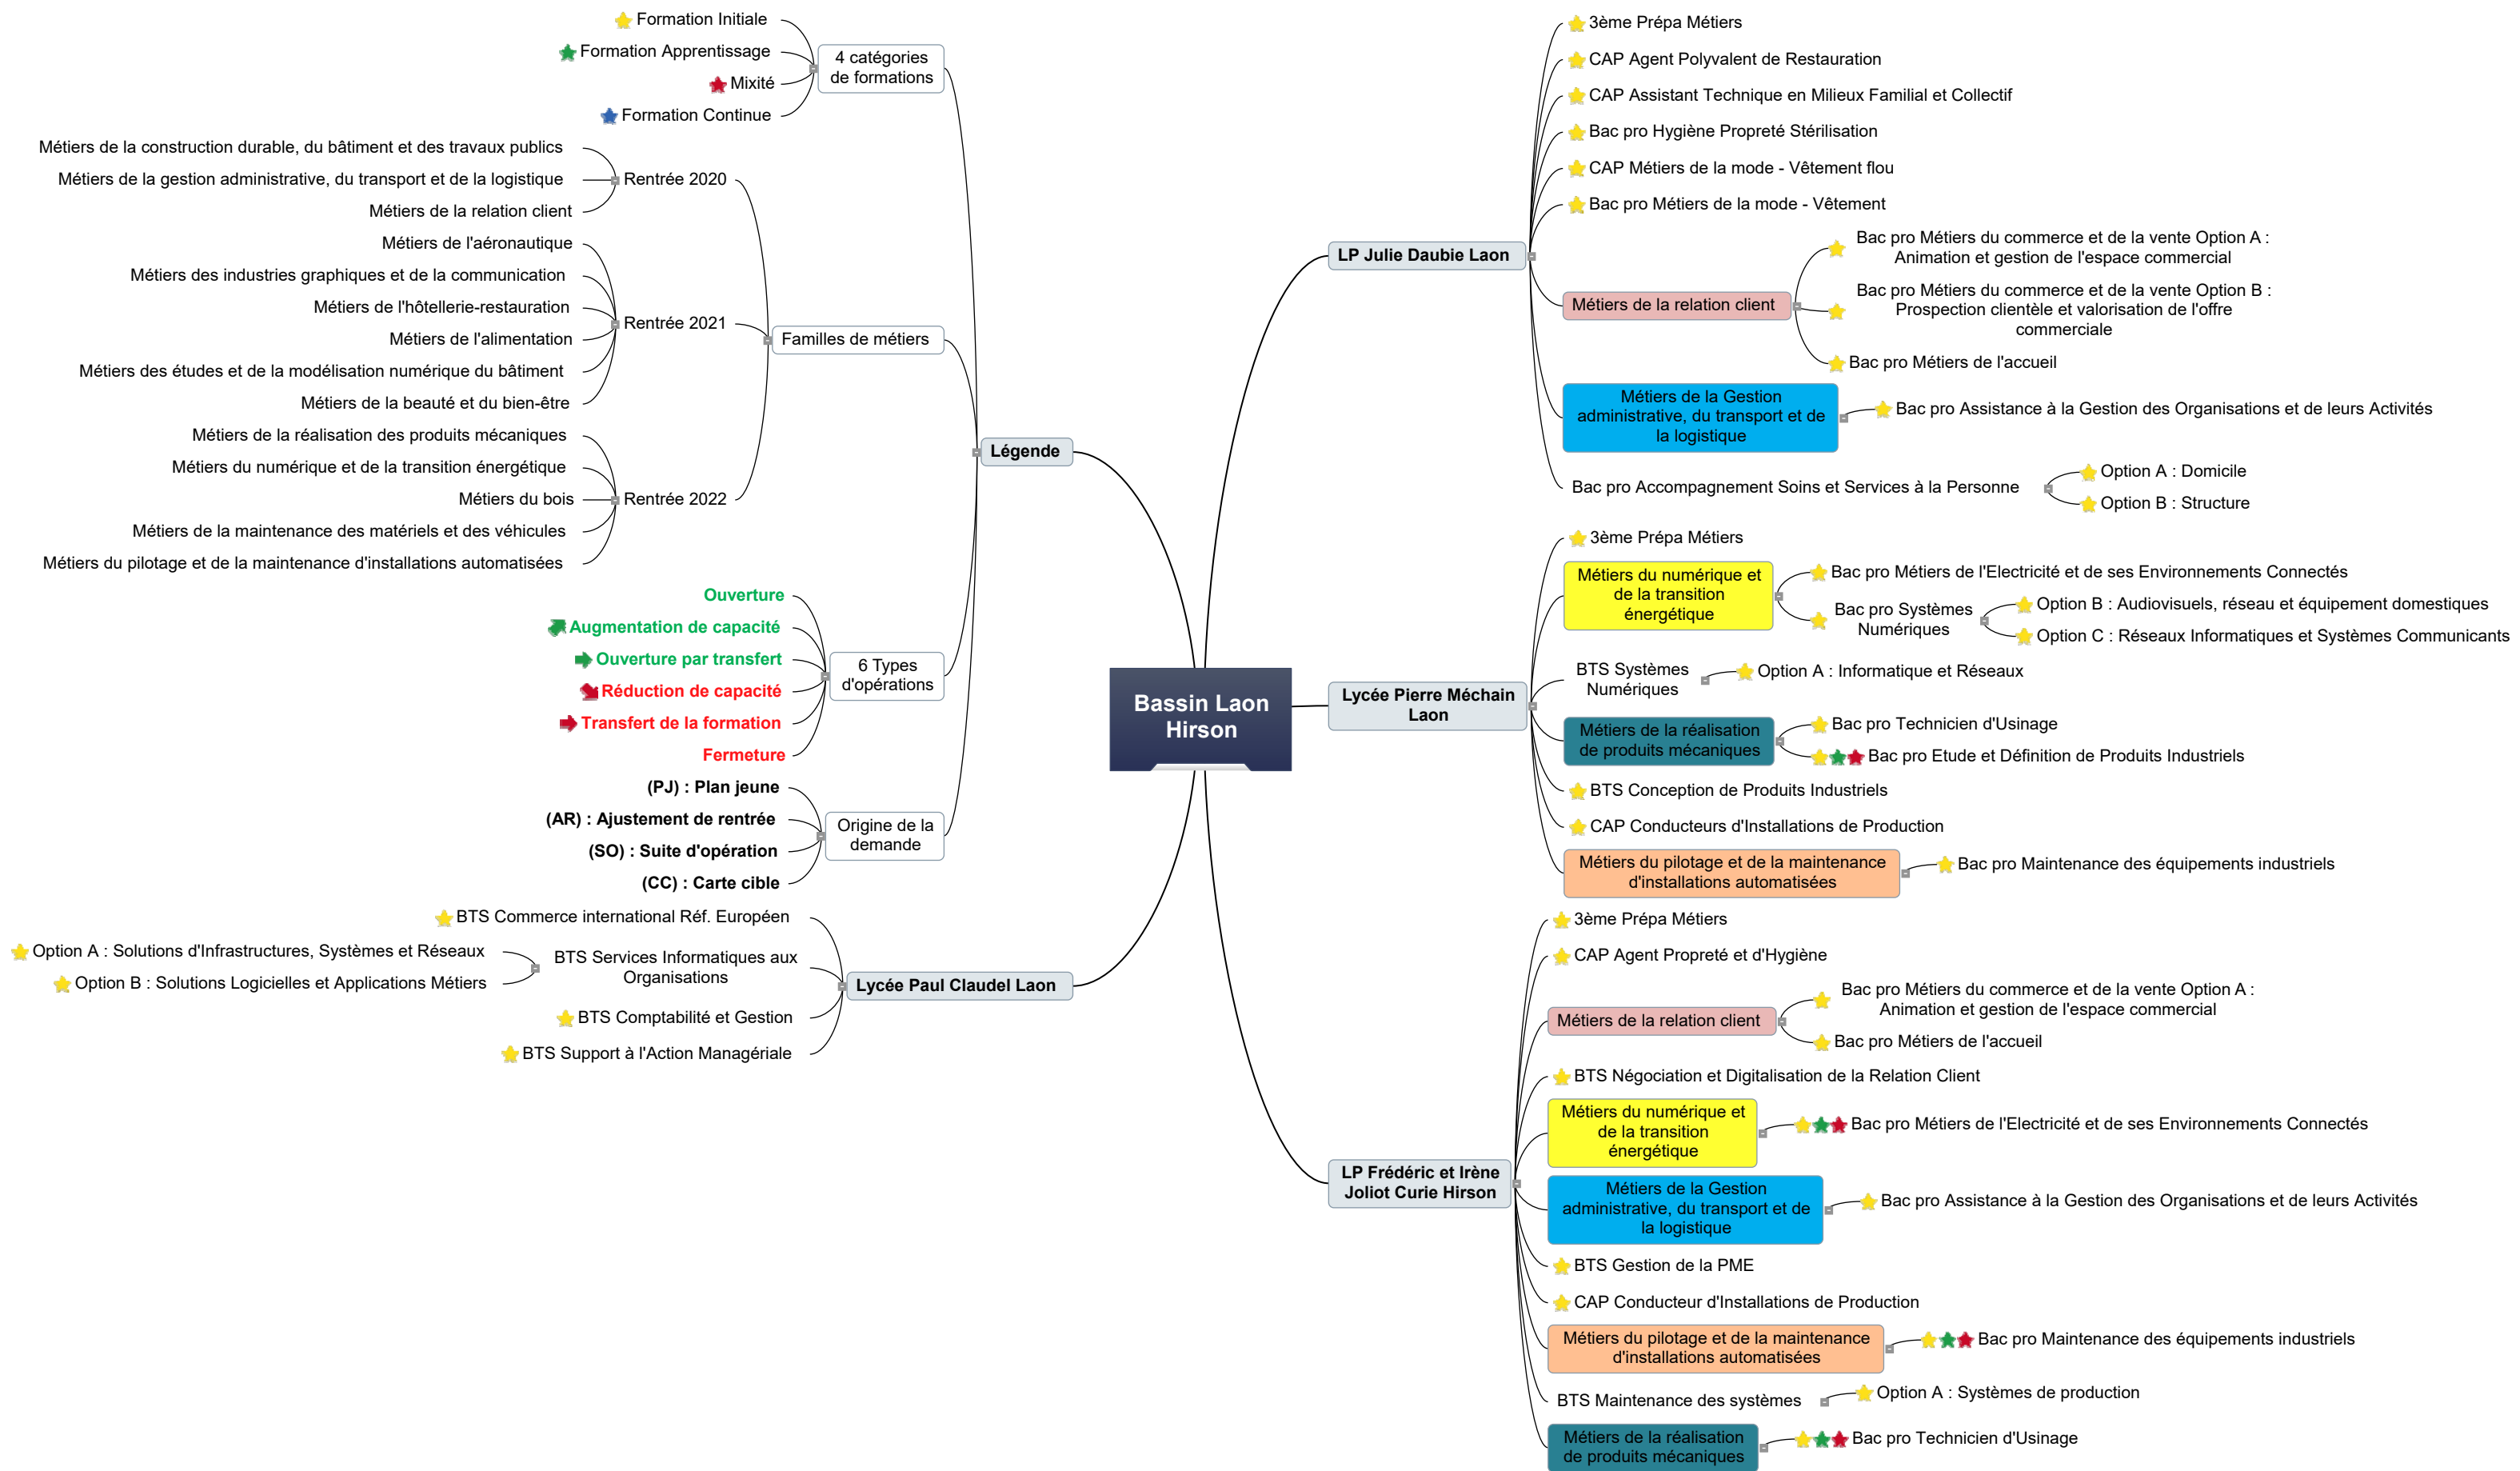 Bassin Laon
Hirson
Légende
4 catégories
de formations
Formation Initiale
Formation Apprentissage
Mixité
Formation Continue
Familles de métiers
Rentrée 2020
Métiers de la construction durable, du bâtiment et des travaux publics
Métiers de la gestion administrative, du transport et de la logistique
Métiers de la relation client
Rentrée 2021
Métiers de l'aéronautique
Métiers des industries graphiques et de la communication
Métiers de l'hôtellerie-restauration
Métiers de l'alimentation
Métiers des études et de la modélisation numérique du bâtiment
Métiers de la beauté et du bien-être
Rentrée 2022
Métiers de la réalisation des produits mécaniques
Métiers du numérique et de la transition énergétique
Métiers du bois
Métiers de la maintenance des matériels et des véhicules
Métiers du pilotage et de la maintenance d'installations automatisées
6 Types
d'opérations
Ouverture
Augmentation de capacité
Ouverture par transfert
Réduction de capacité
Transfert de la formation
Fermeture
Origine de la
demande
(PJ) : Plan jeune
(AR) : Ajustement de rentrée
(SO) : Suite d'opération
(CC) : Carte cible
Lycée Paul Claudel Laon
BTS Commerce international Réf. Européen
BTS Services Informatiques aux
Organisations
Option A : Solutions d'Infrastructures, Systèmes et Réseaux
Option B : Solutions Logicielles et Applications Métiers
BTS Comptabilité et Gestion
BTS Support à l'Action Managériale
LP Julie Daubie Laon
3ème Prépa Métiers
CAP Agent Polyvalent de Restauration
CAP Assistant Technique en Milieux Familial et Collectif
Bac pro Hygiène Propreté Stérilisation
CAP Métiers de la mode - Vêtement flou
Bac pro Métiers de la mode - Vêtement
Métiers de la relation client
Bac pro Métiers du commerce et de la vente Option A :
Animation et gestion de l'espace commercial
Bac pro Métiers du commerce et de la vente Option B :
Prospection clientèle et valorisation de l'offre
commerciale
Bac pro Métiers de l'accueil
Métiers de la Gestion
administrative, du transport et de
la logistique
Bac pro Assistance à la Gestion des Organisations et de leurs Activités
Bac pro Accompagnement Soins et Services à la Personne
Option A : Domicile
Option B : Structure
Lycée Pierre Méchain
Laon
3ème Prépa Métiers
Métiers du numérique et
de la transition
énergétique
Bac pro Métiers de l'Electricité et de ses Environnements Connectés
Bac pro Systèmes
Numériques
Option B : Audiovisuels, réseau et équipement domestiques
Option C : Réseaux Informatiques et Systèmes Communicants
BTS Systèmes
Numériques
Option A : Informatique et Réseaux
Métiers de la réalisation
de produits mécaniques
Bac pro Technicien d'Usinage
Bac pro Etude et Définition de Produits Industriels
BTS Conception de Produits Industriels
CAP Conducteurs d'Installations de Production
Métiers du pilotage et de la maintenance
d'installations automatisées
Bac pro Maintenance des équipements industriels
LP Frédéric et Irène
Joliot Curie Hirson
3ème Prépa Métiers
CAP Agent Propreté et d'Hygiène
Métiers de la relation client
Bac pro Métiers du commerce et de la vente Option A :
Animation et gestion de l'espace commercial
Bac pro Métiers de l'accueil
BTS Négociation et Digitalisation de la Relation Client
Métiers du numérique et
de la transition
énergétique
Bac pro Métiers de l'Electricité et de ses Environnements Connectés
Métiers de la Gestion
administrative, du transport et de
la logistique
Bac pro Assistance à la Gestion des Organisations et de leurs Activités
BTS Gestion de la PME
CAP Conducteur d'Installations de Production
Métiers du pilotage et de la maintenance
d'installations automatisées
Bac pro Maintenance des équipements industriels
BTS Maintenance des systèmes
Option A : Systèmes de production
Métiers de la réalisation
de produits mécaniques
Bac pro Technicien d'Usinage